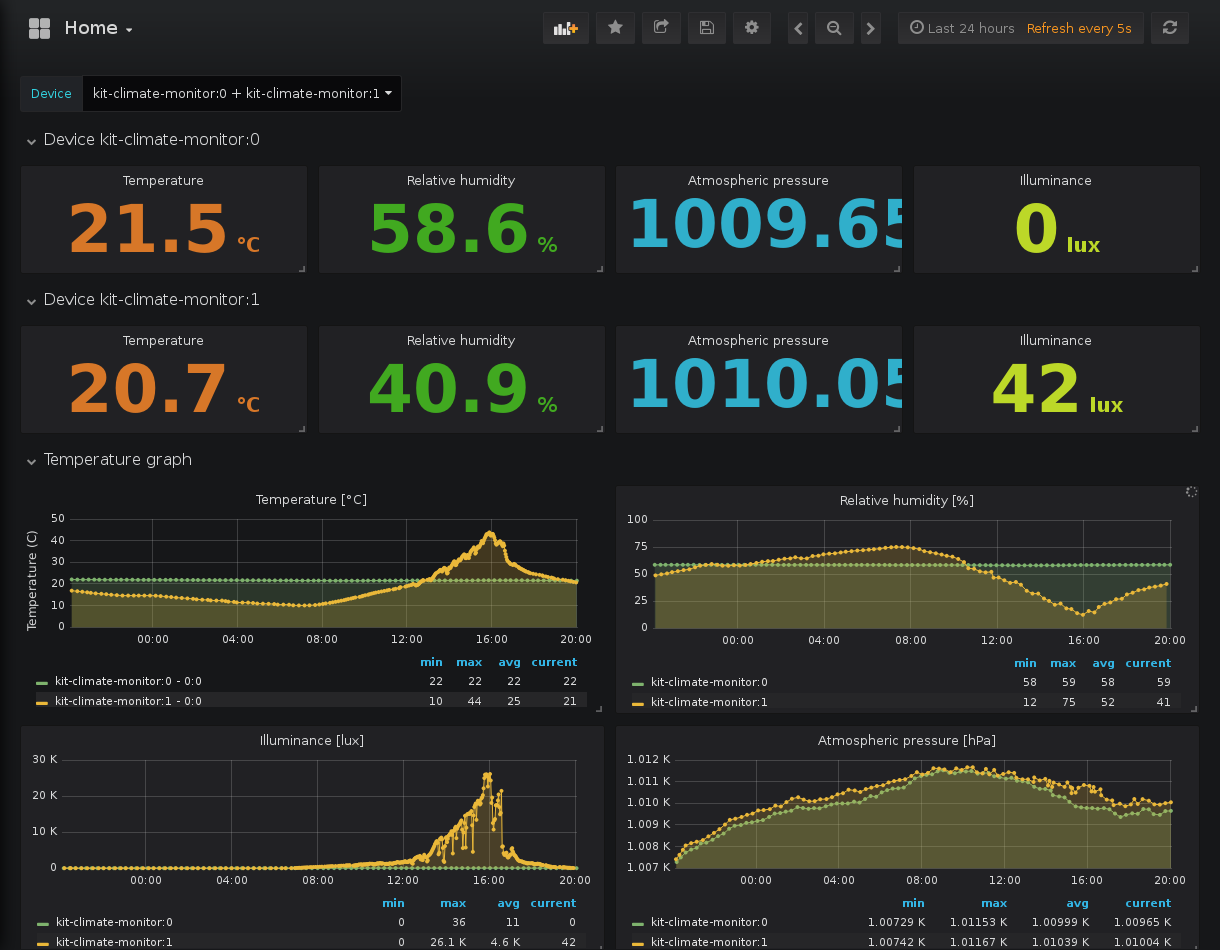 Home
Last 24 hours Refresh every 5s
Device kit-climate-monitor:0 + kit-climate-monitor:1
Device kit-climate-monitor:0
Temperature Relative humidity Atmospheric pressure Illuminance
21.5 °C 58.6 % 1009.65 0 lux
Device kit-climate-monitor:1
Temperature Relative humidity Atmospheric pressure Illuminance
20.7 °C 40.9 % 1010.05 42 lux
Temperature graph
Temperature [°C]
Temperature (C)
50
40
30
20
10
0
00:00 04:00 08:00 12:00 16:00 20:00
min max avg current
kit-climate-monitor:0 - 0:0 22 22 22 22
kit-climate-monitor:1 - 0:0 10 44 25 21
Relative humidity [%]
100
75
50
25
0
00:00 04:00 08:00 12:00 16:00 20:00
min max avg current
kit-climate-monitor:0 58 59 58 59
kit-climate-monitor:1 12 75 52 41
Illuminance [lux]
30 K
20 K
10 K
0
00:00 04:00 08:00 12:00 16:00 20:00
min max avg current
kit-climate-monitor:0 0 36 11 0
kit-climate-monitor:1 0 26.1 K 4.6 K 42
Atmospheric pressure [hPa]
1.012 K
1.011 K
1.010 K
1.009 K
1.008 K
1.007 K
00:00 04:00 08:00 12:00 16:00 20:00
min max avg current
kit-climate-monitor:0 1.00729 K 1.01153 K 1.00999 K 1.00965 K
kit-climate-monitor:1 1.00742 K 1.01167 K 1.01039 K 1.01004 K